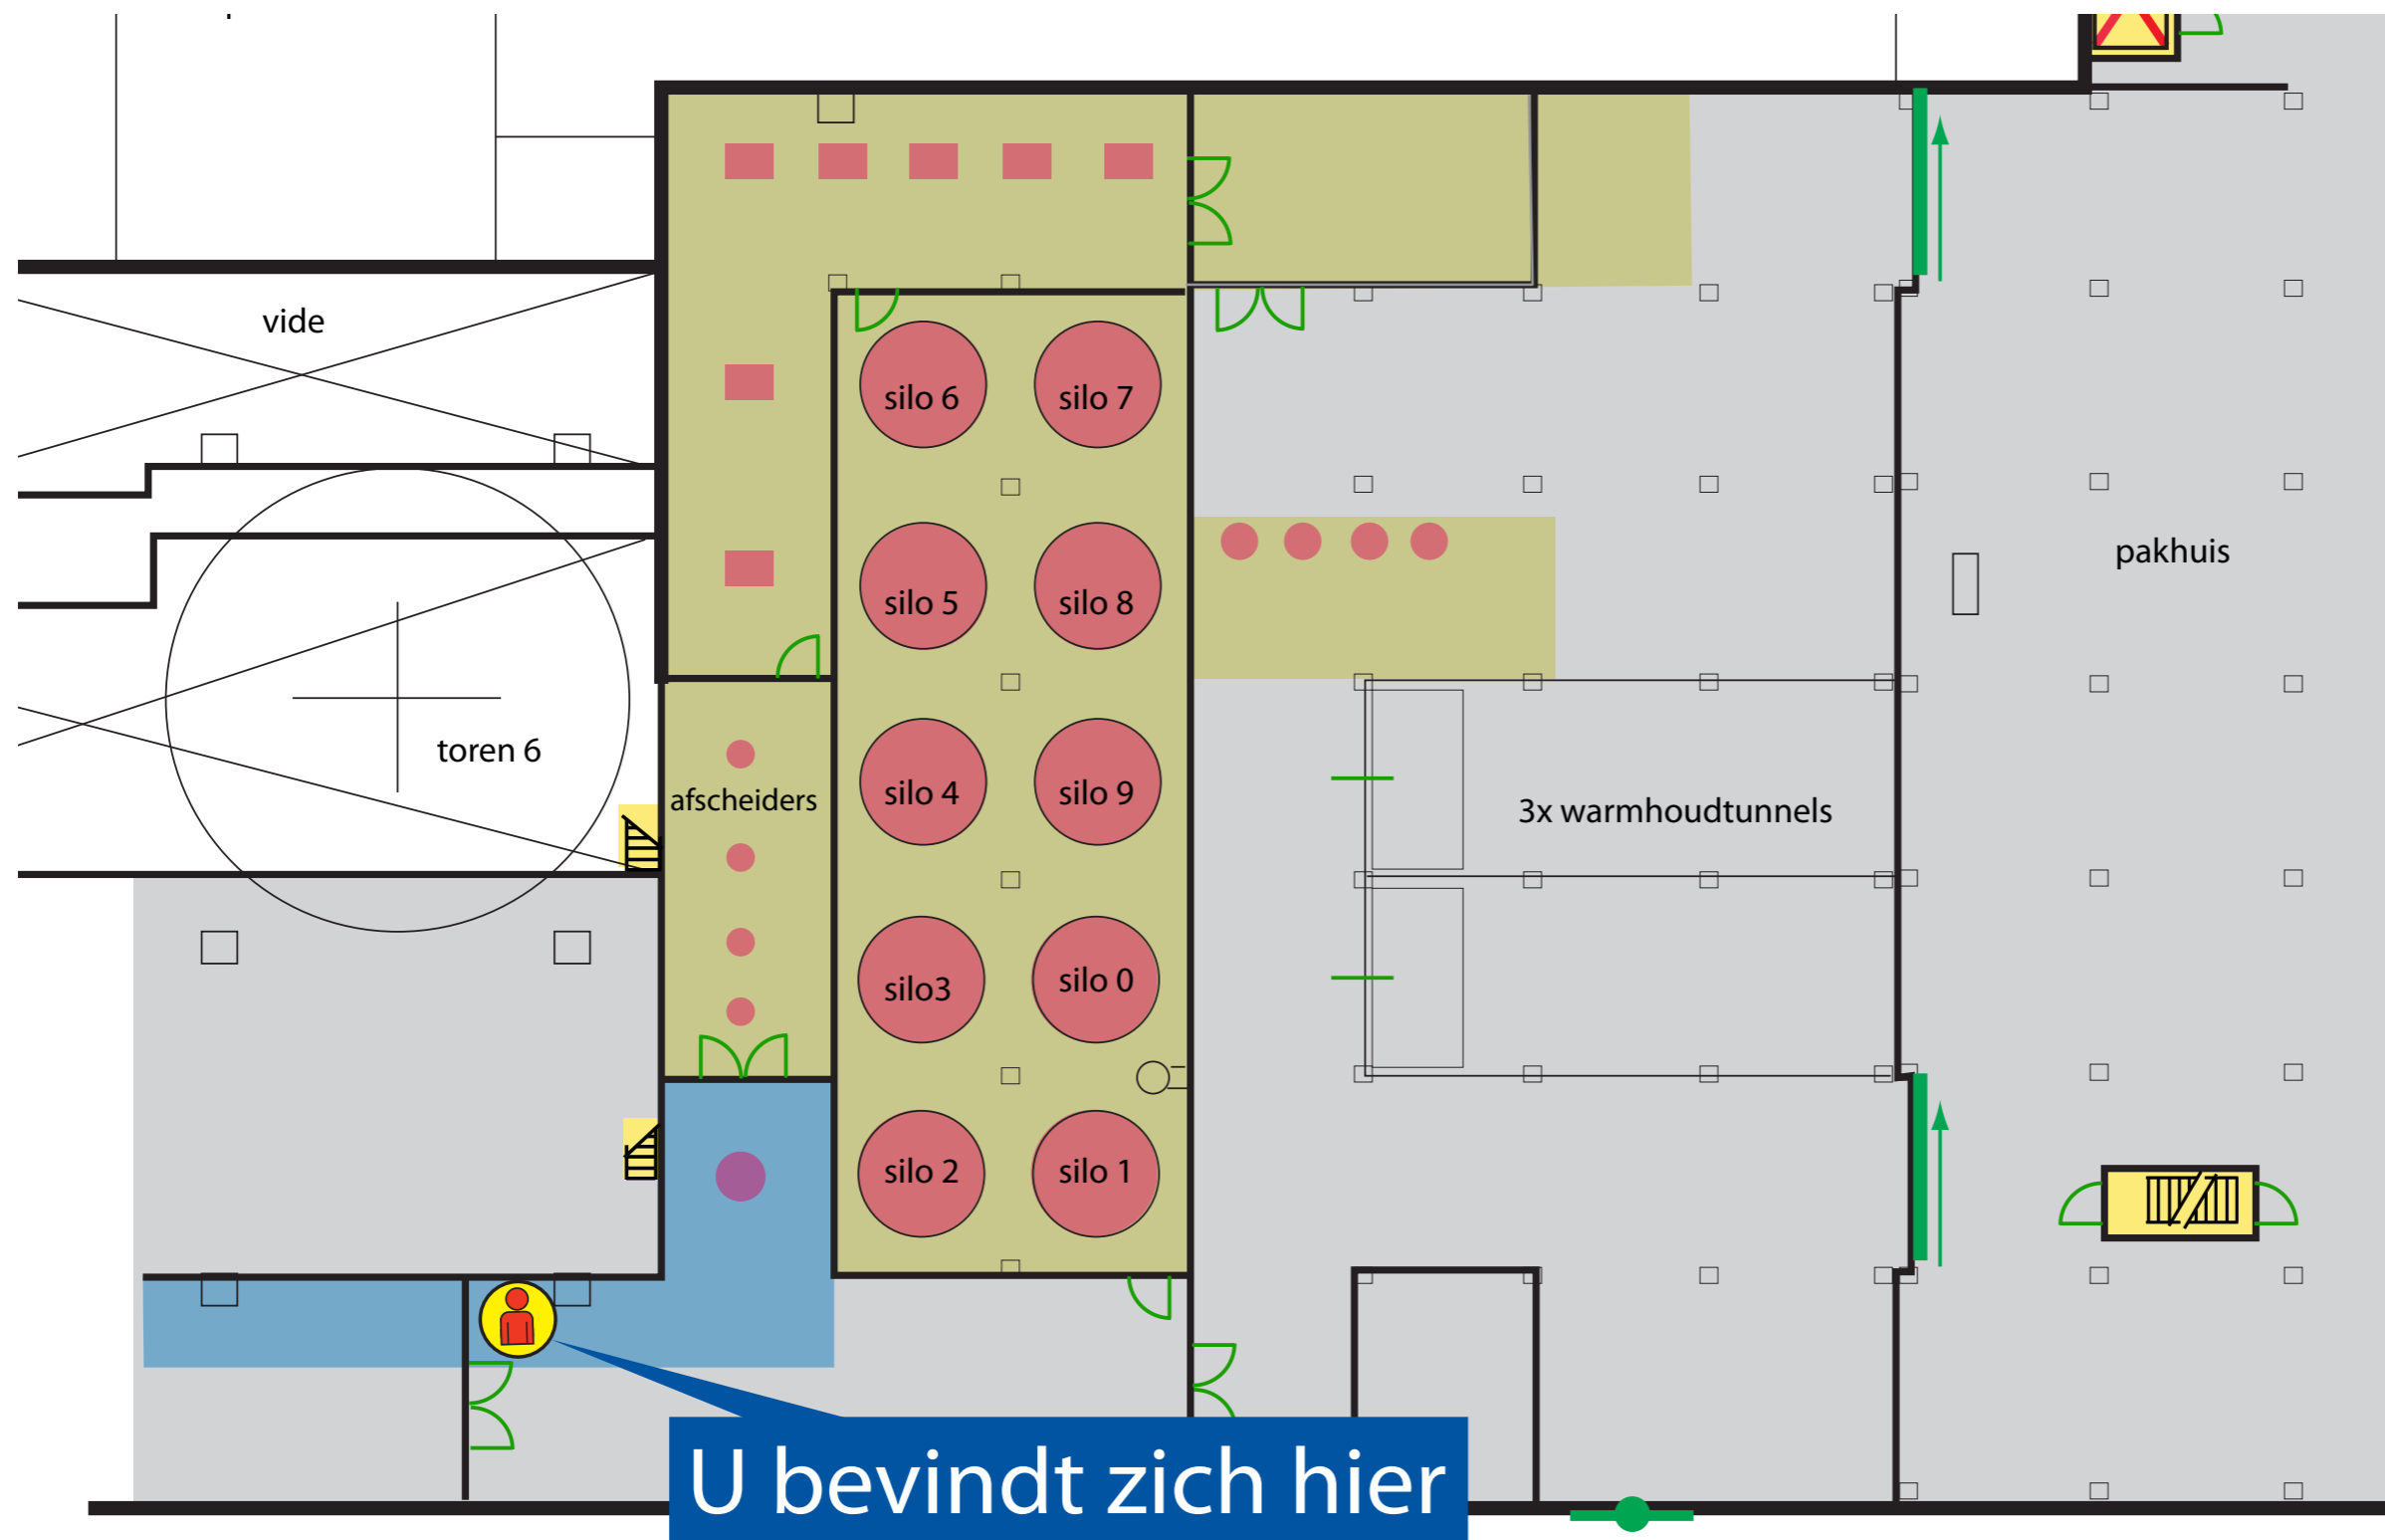 vide
silo 6
silo 7
pakhuis
silo 5
silo 8
toren 6
afscheiders
silo 4
silo 9
3x warmhoudtunnels
silo3
silo 0
silo 2
silo 1
U bevindt zich hier